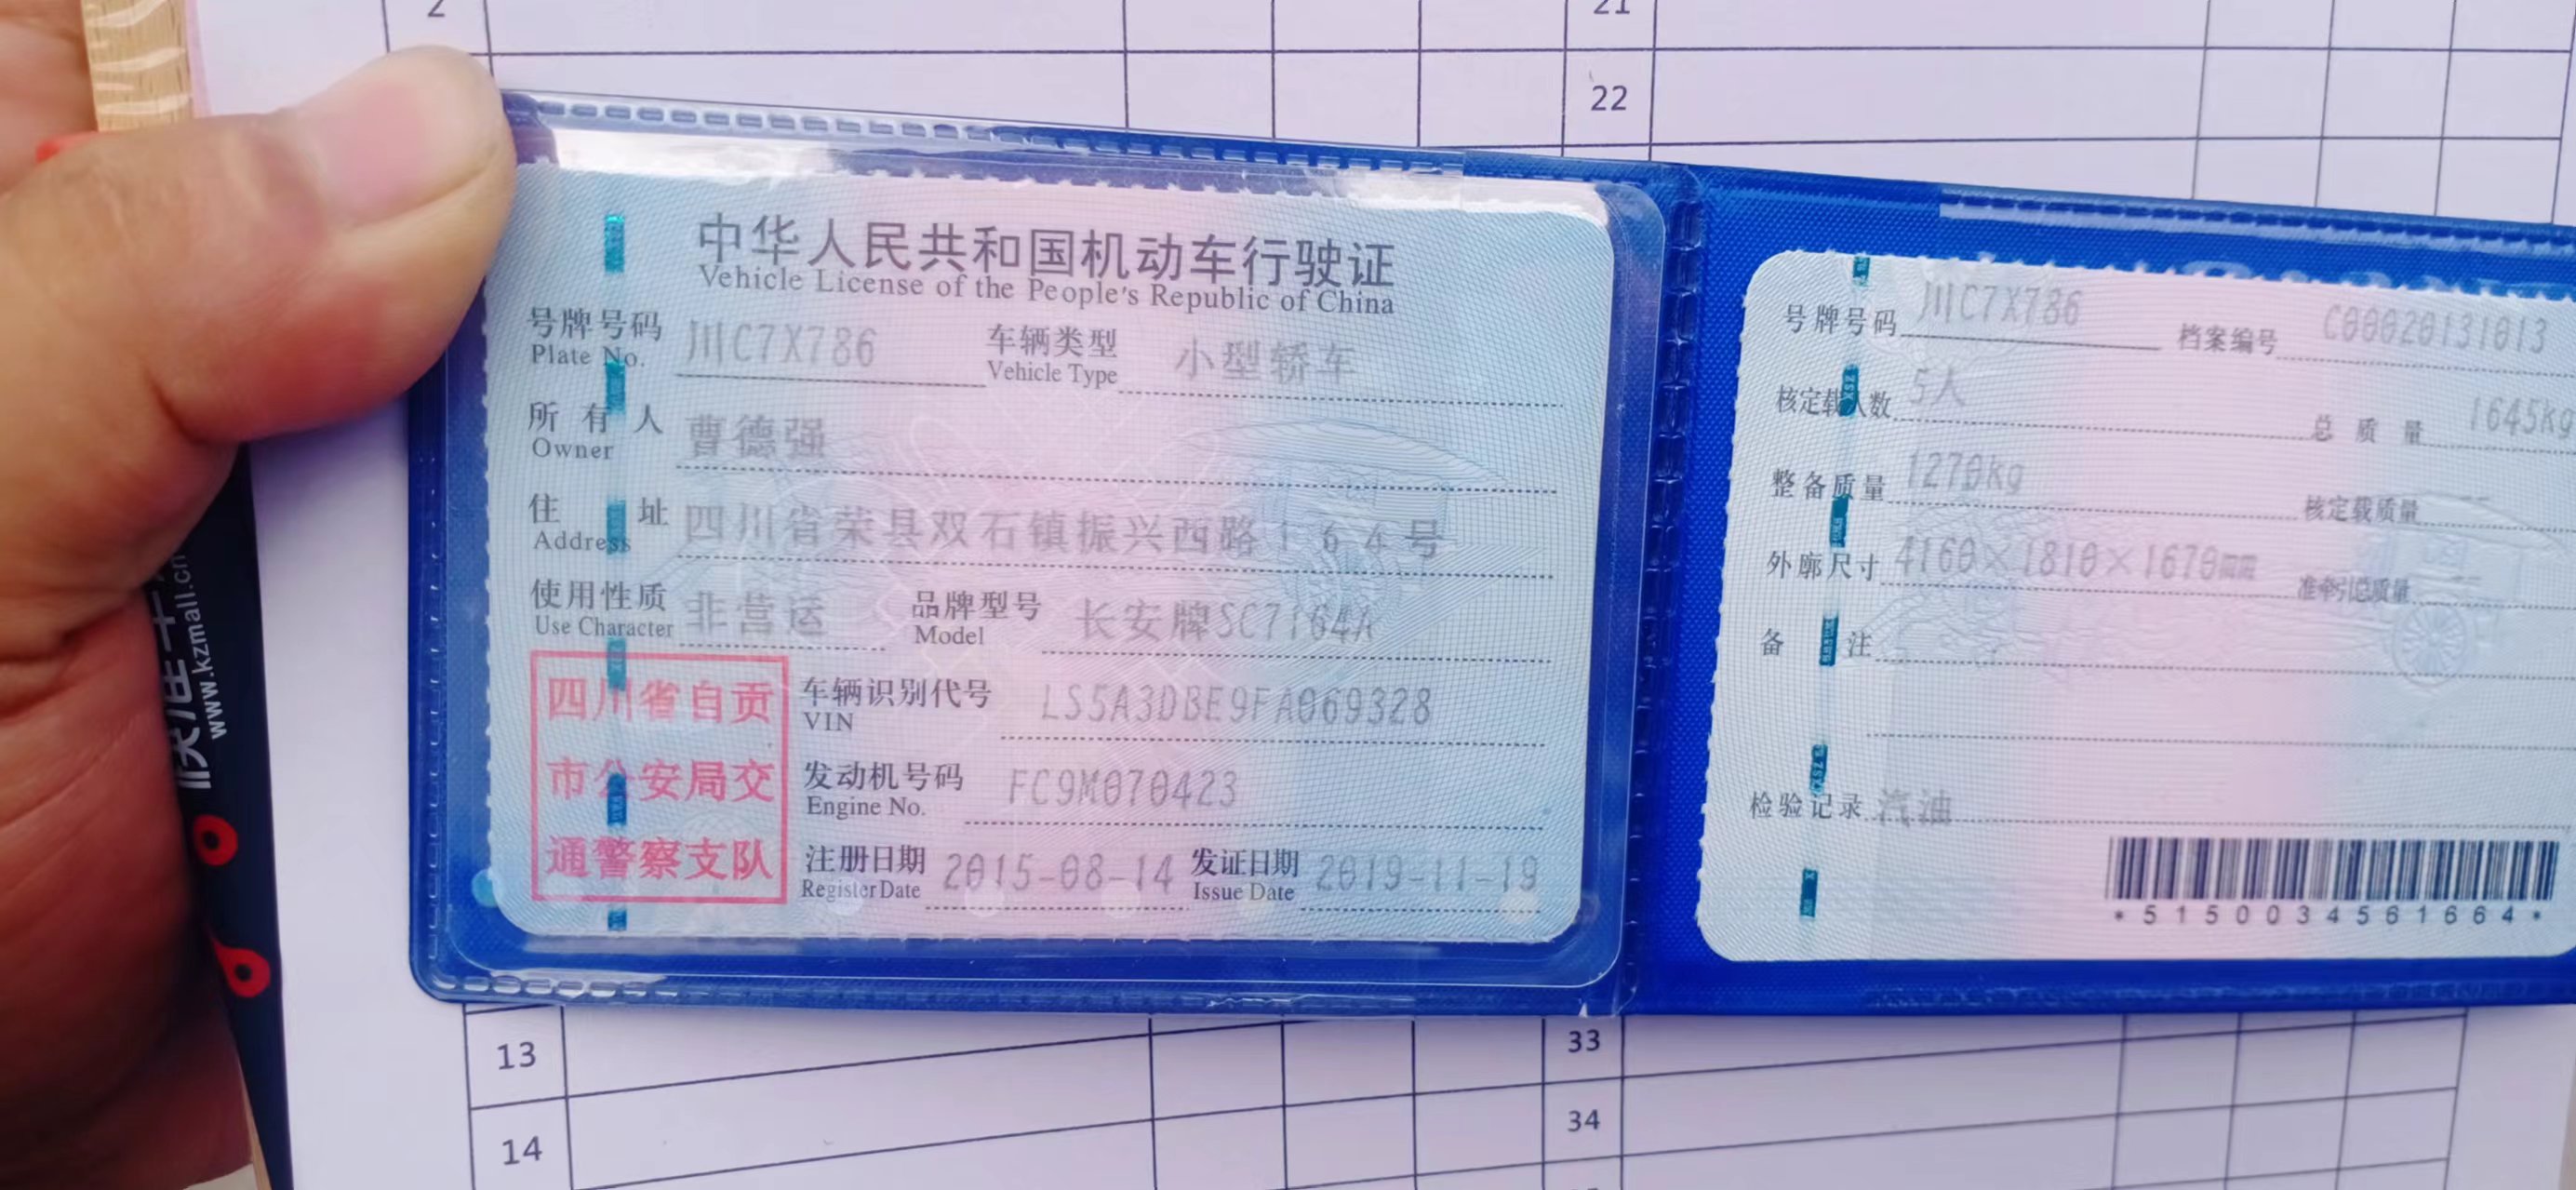 2
21
22
中华人民共和国机动车行驶证
Vehicle License of the People's Republic of China
号牌号码 川C7X786 车辆类型 小型轿车
Plate No. Vehicle Type
所有人 曹德强
Owner
住址 四川省荣县双石镇振兴西路164号
Address
使用性质 非营运 品牌型号 长安牌SC7164A
Use Character Model
四川省自贡
市公安局交
通警察支队
车辆识别代号 LS5A3DBE9FA069328
VIN
发动机号码 FC9M070423
Engine No.
注册日期 2015-08-14 发证日期 2019-11-19
Register Date Issue Date
号牌号码 川C7X786 档案编号 C00020131013
核定载人数 5人 总质量 1645kg
整备质量 1270kg 核定载质量
外廓尺寸 4160×1810×1670mm 准牵引总质量
备注
检验记录 汽油
*5150034561664*
www.kzmall.cn
13
33
14
34